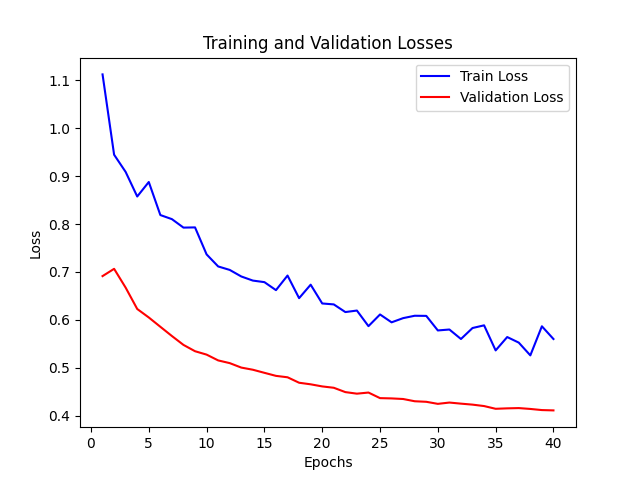 Training and Validation Losses
Train Loss
Validation Loss
1.1
1.0
0.9
0.8
0.7
0.6
0.5
0.4
Loss
0 5 10 15 20 25 30 35 40
Epochs